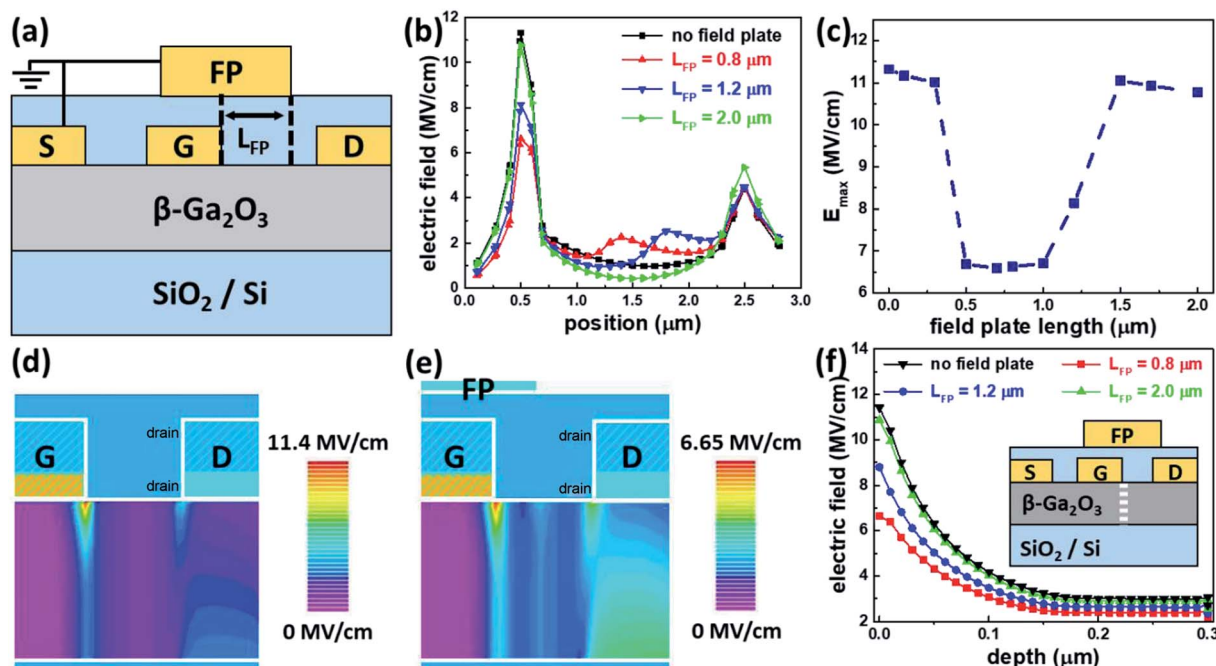 (a)
FP
S
G
L_FP
D
β-Ga₂O₃
SiO₂ / Si
(b)
electric field (MV/cm)
12
10
8
6
4
2
0
no field plate
L_FP = 0.8 μm
L_FP = 1.2 μm
L_FP = 2.0 μm
0.0 0.5 1.0 1.5 2.0 2.5 3.0
position (μm)
(c)
E_max (MV/cm)
12
11
10
9
8
7
6
0.0 0.5 1.0 1.5 2.0
field plate length (μm)
(d)
G
drain
drain
D
11.4 MV/cm
0 MV/cm
(e)
FP
G
drain
drain
D
6.65 MV/cm
0 MV/cm
(f)
electric field (MV/cm)
14
12
10
8
6
4
2
no field plate
L_FP = 0.8 μm
L_FP = 1.2 μm
L_FP = 2.0 μm
FP
S
G
D
β-Ga₂O₃
SiO₂ / Si
0.0 0.1 0.2 0.3
depth (μm)